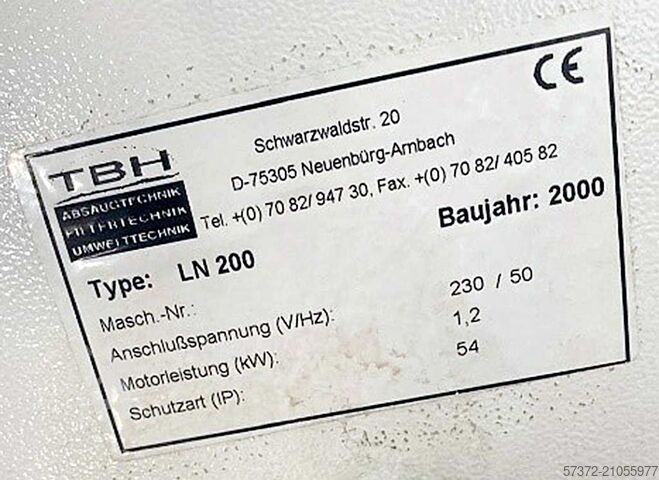 CE
TBH
ABSAUGTECHNIK
FILTERTECHNIK
UMWELTTECHNIK
Schwarzwaldstr. 20
D-75305 Neuenbürg-Arnbach
Tel. +(0) 70 82/ 947 30, Fax. +(0) 70 82/ 405 82
Type: LN 200 Baujahr: 2000
Masch.-Nr.:
Anschlußspannung (V/Hz): 230 / 50
Motorleistung (kW): 1,2
Schutzart (IP): 54
57372-21055977